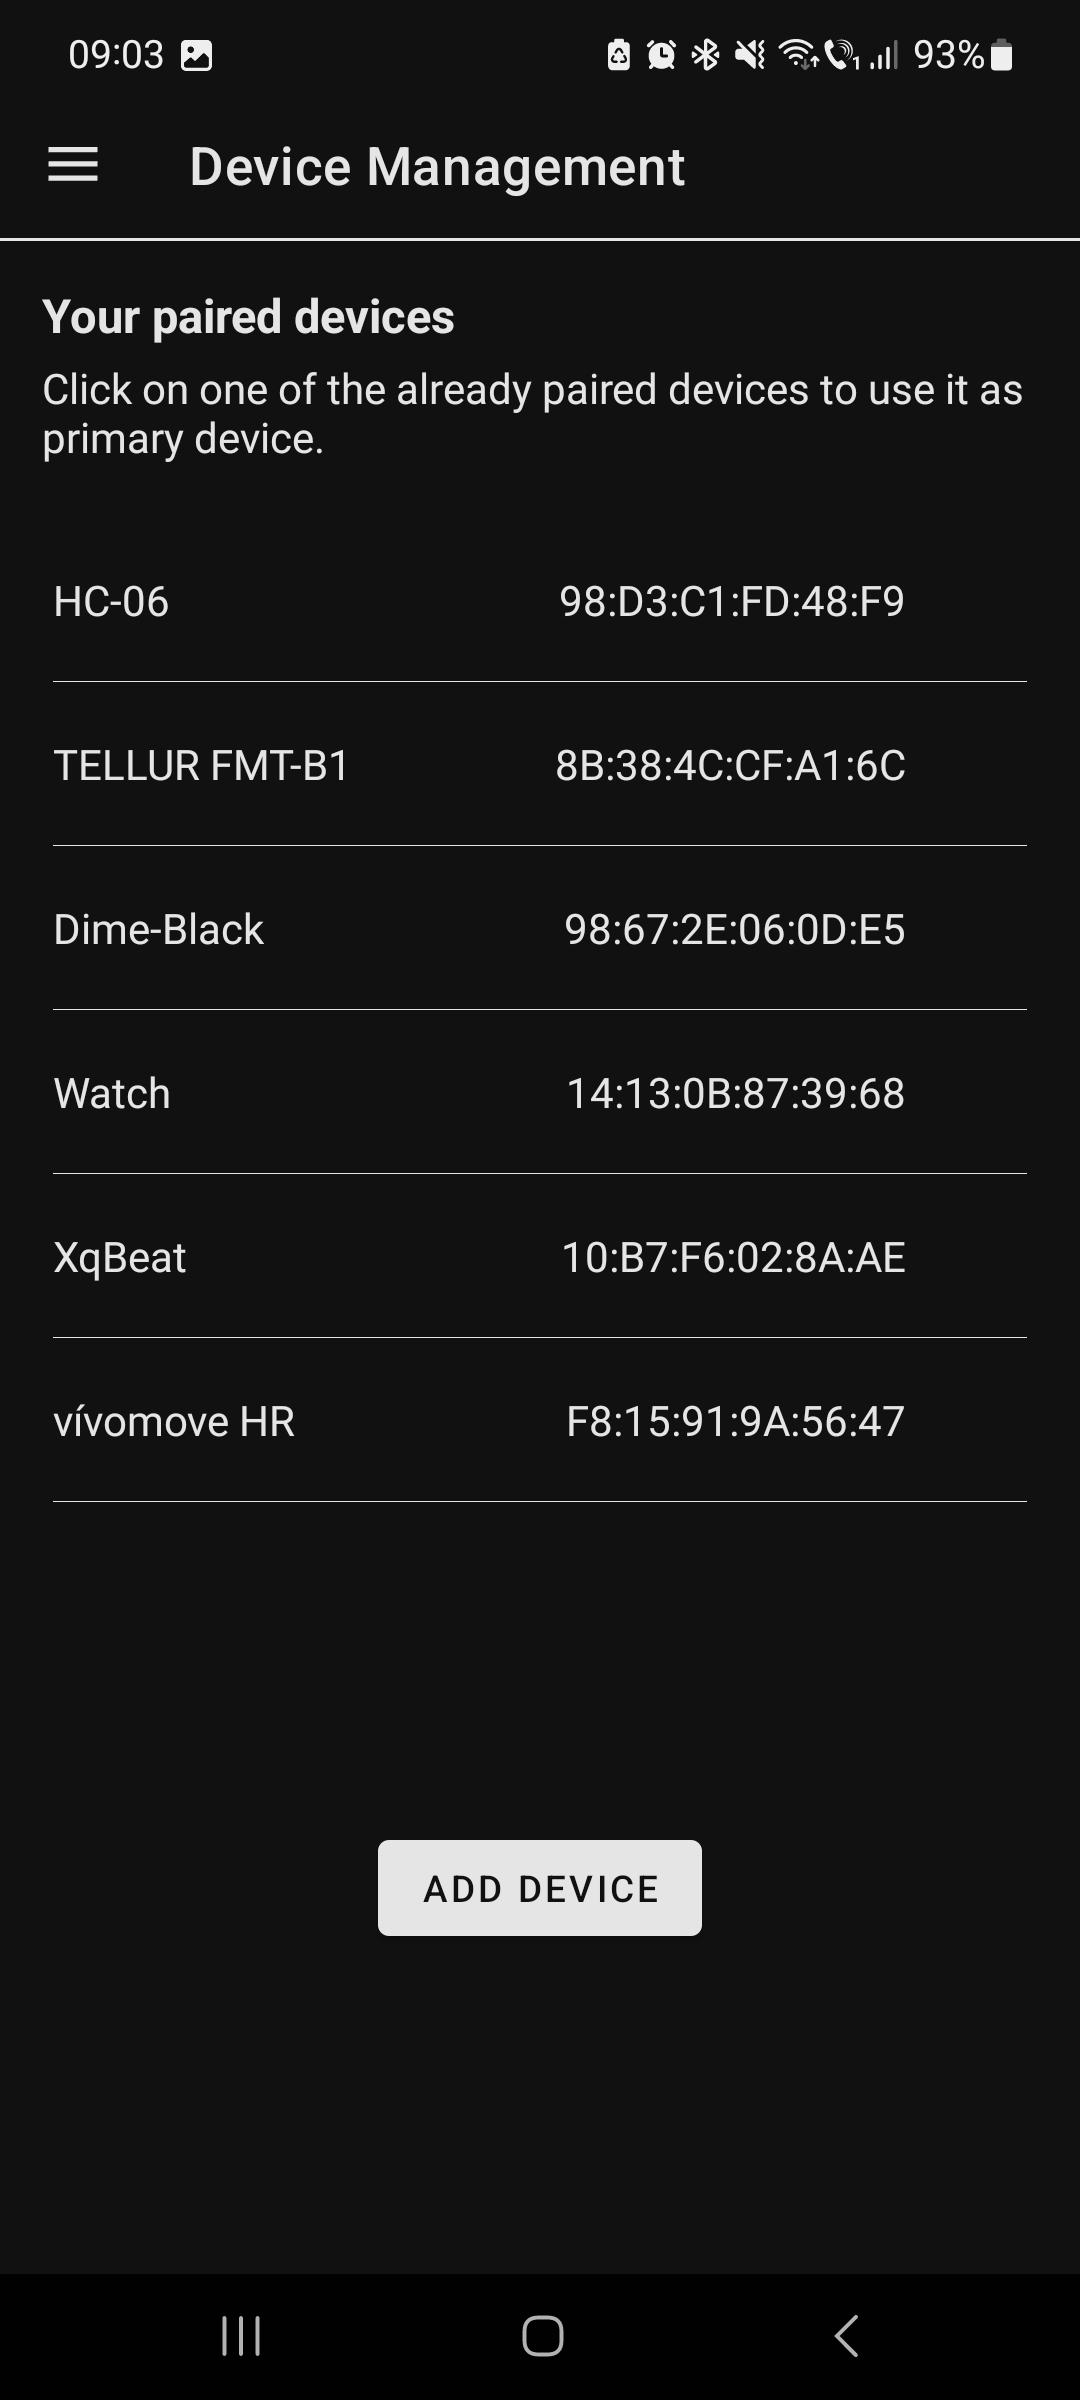 09:03
93%
Device Management
Your paired devices
Click on one of the already paired devices to use it as
primary device.
HC-06 98:D3:C1:FD:48:F9
TELLUR FMT-B1 8B:38:4C:CF:A1:6C
Dime-Black 98:67:2E:06:0D:E5
Watch 14:13:0B:87:39:68
XqBeat 10:B7:F6:02:8A:AE
vívomove HR F8:15:91:9A:56:47
ADD DEVICE